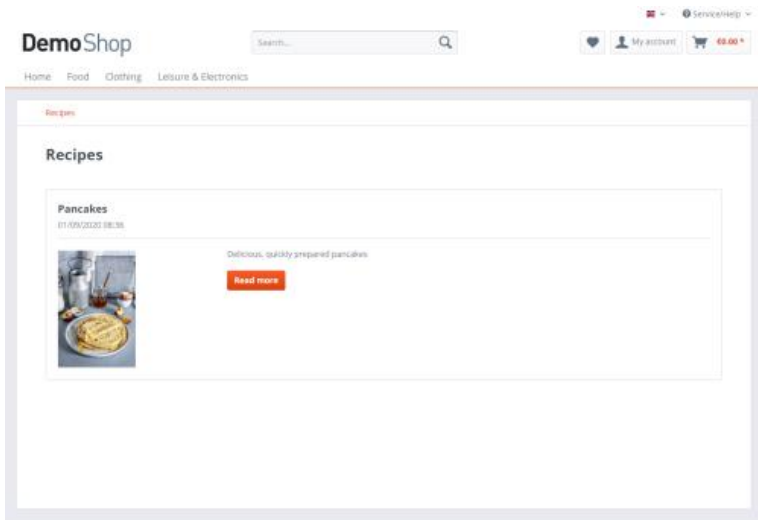 Service/Help
DemoShop
Search...
My account
€0.00 *
Home Food Clothing Leisure & Electronics
Recipes
Recipes
Pancakes
01/09/2020 08:36
Delicious, quickly prepared pancakes
Read more